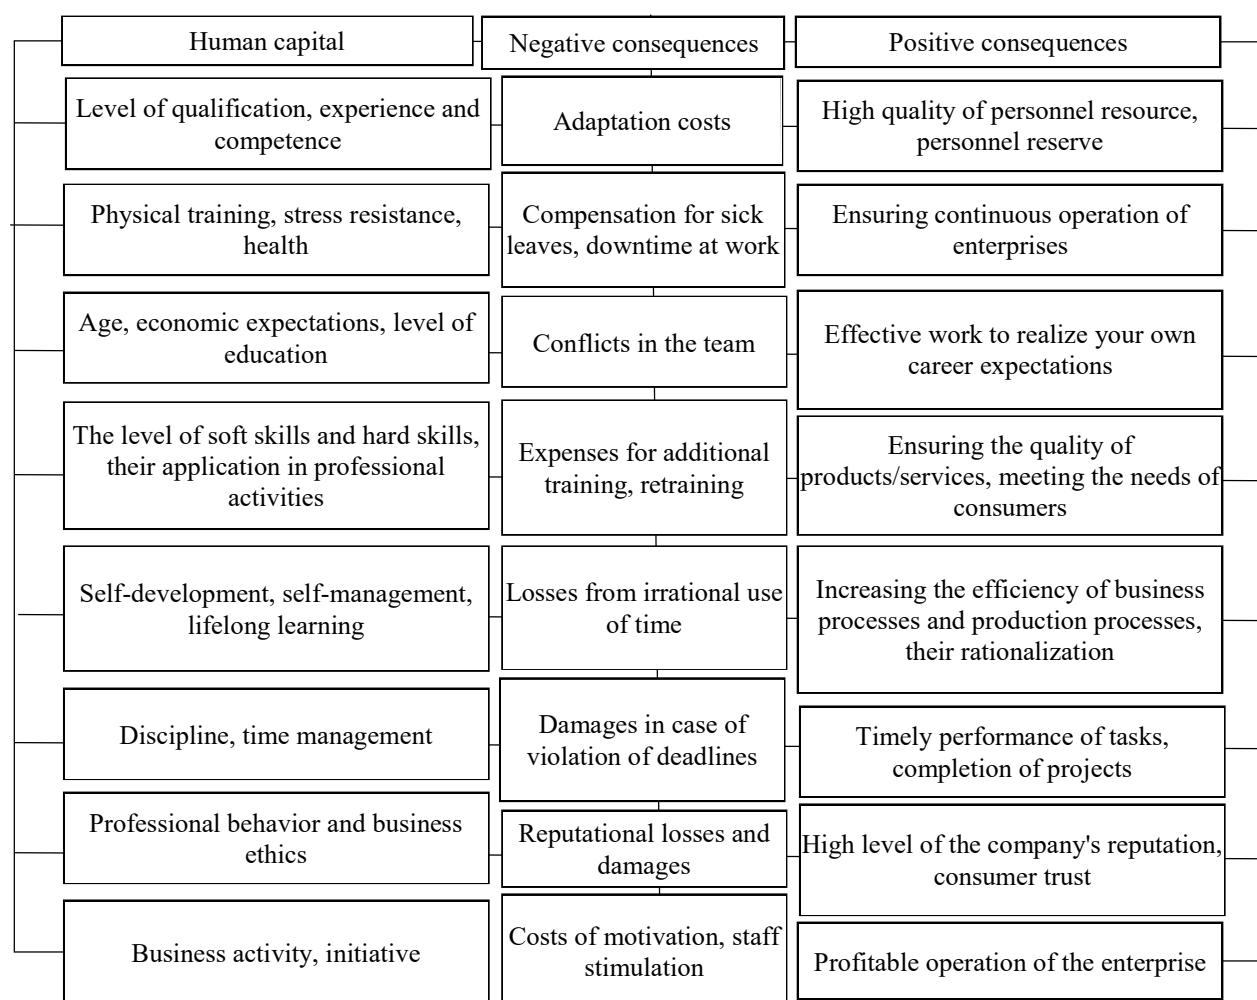 Human capital
Negative consequences
Positive consequences
Level of qualification, experience and
competence
Adaptation costs
High quality of personnel resource,
personnel reserve
Physical training, stress resistance,
health
Compensation for sick
leaves, downtime at work
Ensuring continuous operation of
enterprises
Age, economic expectations, level of
education
Conflicts in the team
Effective work to realize your own
career expectations
The level of soft skills and hard skills,
their application in professional
activities
Expenses for additional
training, retraining
Ensuring the quality of
products/services, meeting the needs of
consumers
Self-development, self-management,
lifelong learning
Losses from irrational use
of time
Increasing the efficiency of business
processes and production processes,
their rationalization
Discipline, time management
Damages in case of
violation of deadlines
Timely performance of tasks,
completion of projects
Professional behavior and business
ethics
Reputational losses and
damages
High level of the company's reputation,
consumer trust
Business activity, initiative
Costs of motivation, staff
stimulation
Profitable operation of the enterprise